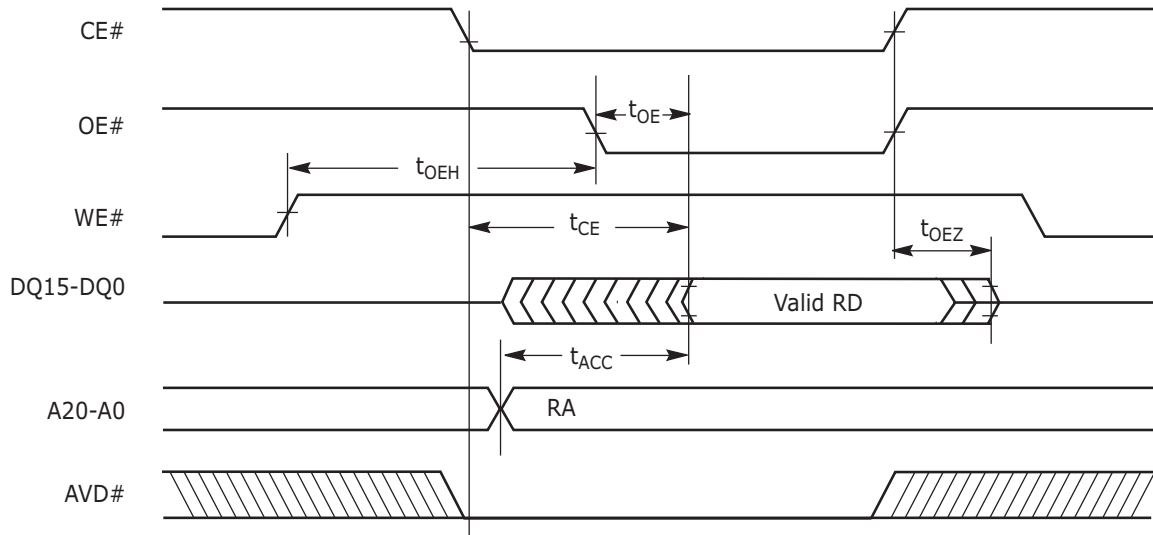 CE#
OE#
tOE
tOEH
WE#
tCE
tOEZ
DQ15-DQ0
Valid RD
tACC
A20-A0
RA
AVD#